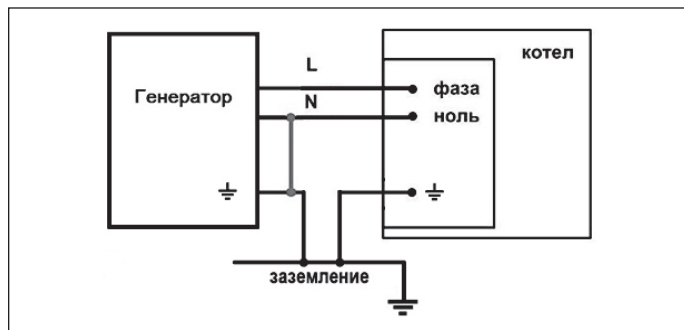 L
котел
Генератор
фаза
N
ноль
заземление